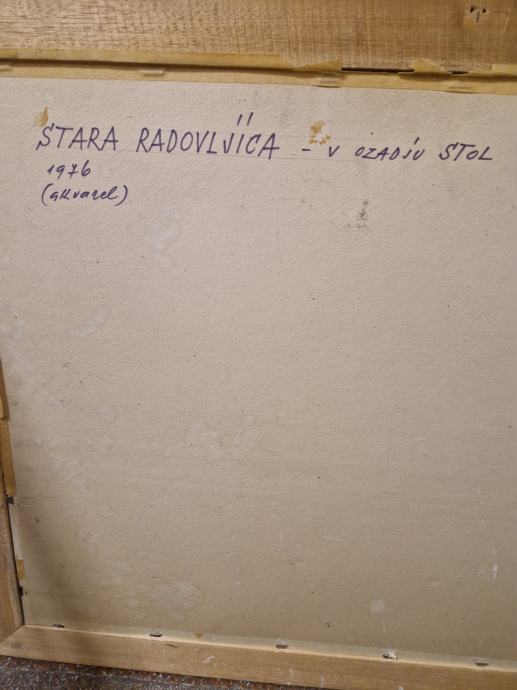 STARA RADOVLJICA - V OZADJU STOL
1976
(akvarel)